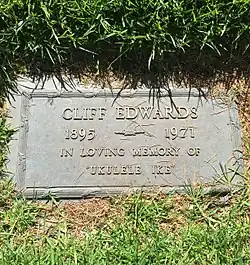 CLIFF EDWARDS
1895 1971
IN LOVING MEMORY OF
"UKULELE IKE"